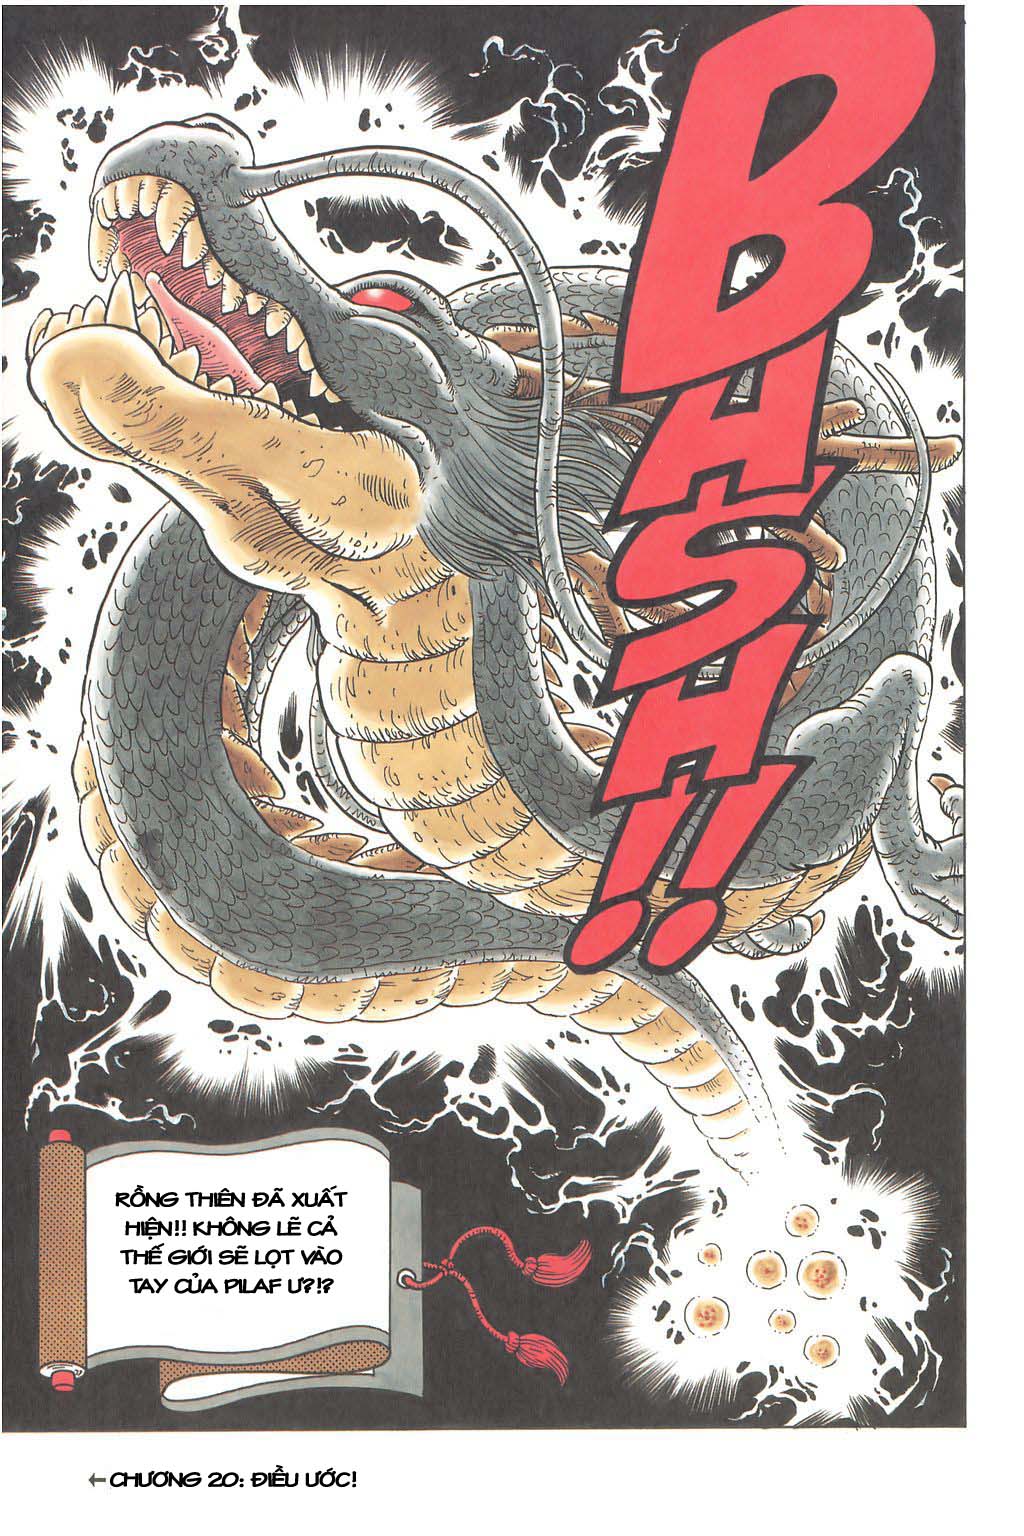 BASH!!
RỒNG THIÊN ĐÃ XUẤT
HIỆN!! KHÔNG LẼ CẢ
THẾ GIỚI SẼ LỌT VÀO
TAY CỦA PILAF Ư?!?
←CHƯƠNG 20: ĐIỀU ƯỚC!